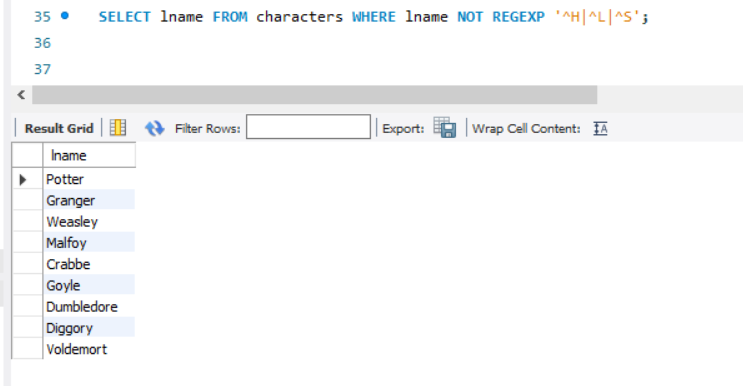 35 SELECT lname FROM characters WHERE lname NOT REGEXP '^H|^L|^S';
36
37
Result Grid Filter Rows: Export: Wrap Cell Content: IA
lname
Potter
Granger
Weasley
Malfoy
Crabbe
Goyle
Dumbledore
Diggory
Voldemort